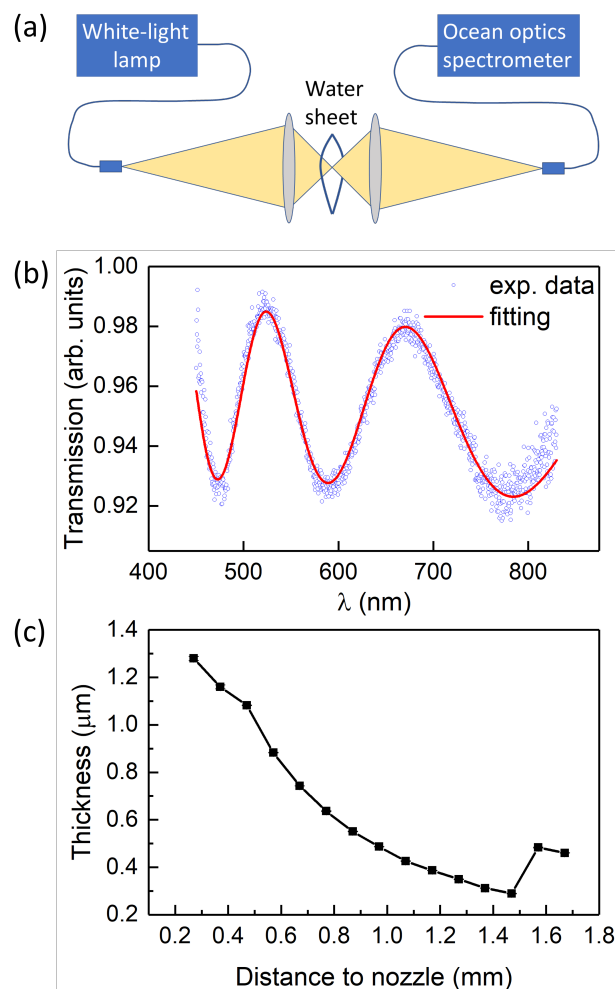 (a)
White-light
lamp
Ocean optics
spectrometer
Water
sheet
(b)
Transmission (arb. units)
1.00
0.98
0.96
0.94
0.92
exp. data
fitting
400 500 600 700 800
λ (nm)
(c)
Thickness (μm)
1.4
1.2
1.0
0.8
0.6
0.4
0.2
0.2 0.4 0.6 0.8 1.0 1.2 1.4 1.6 1.8
Distance to nozzle (mm)